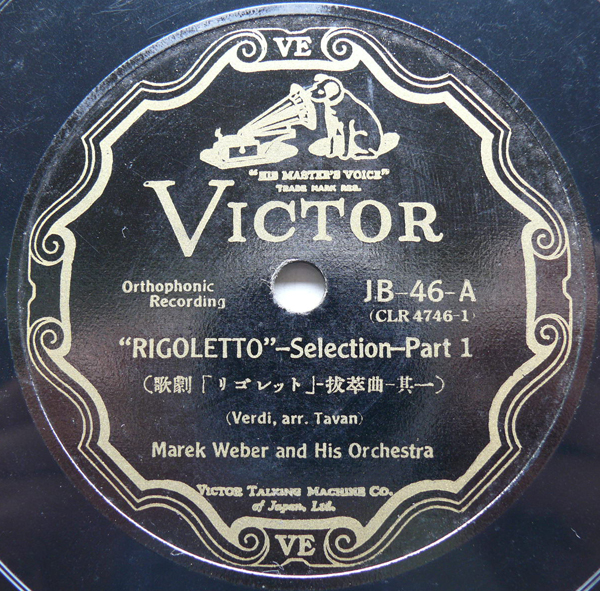 VE
"HIS MASTER'S VOICE"
TRADE MARK REG.
VICTOR
Orthophonic
Recording
JB-46-A
(CLR 4746-1)
"RIGOLETTO"-Selection-Part 1
(歌劇「リゴレット」-拔萃曲-其一)
(Verdi, arr. Tavan)
Marek Weber and His Orchestra
VICTOR TALKING MACHINE CO.
of Japan, Ltd.
VE